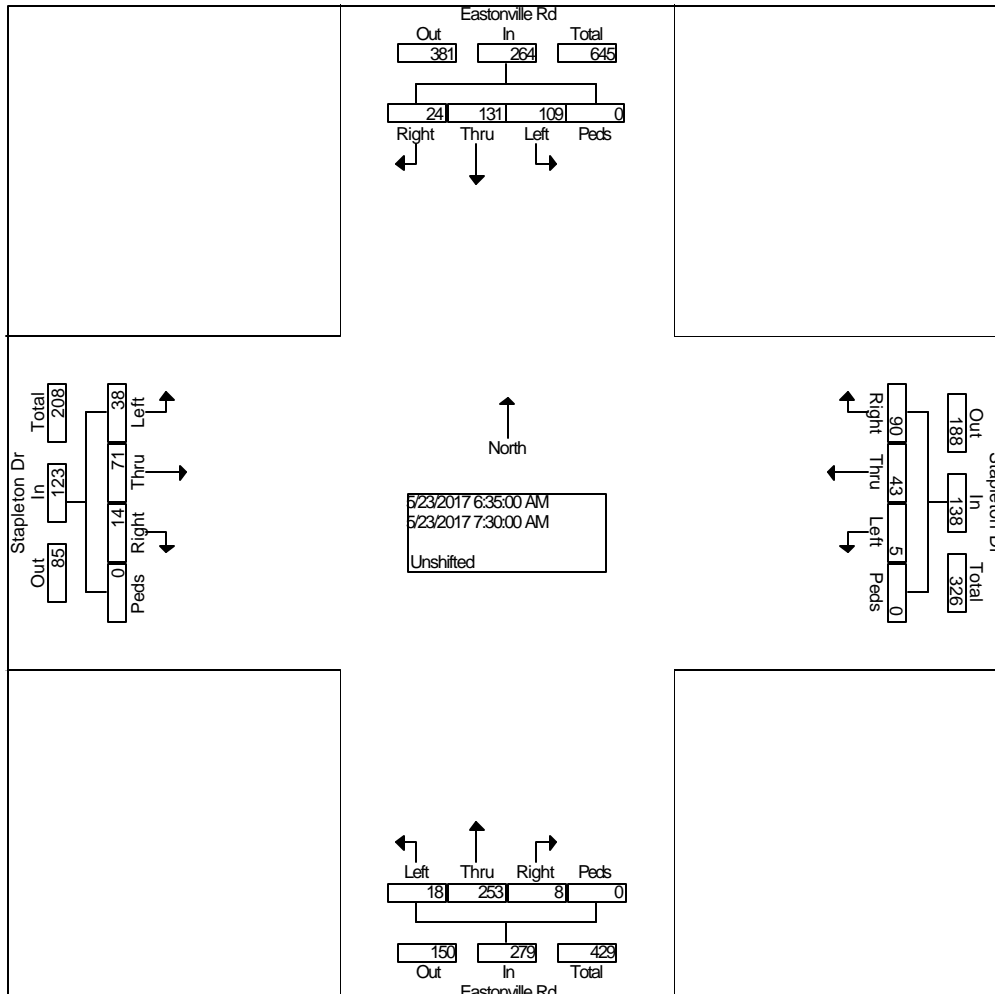 Eastonville Rd
Out In Total
381 264 645
24 131 109 0
Right Thru Left Peds
Stapleton Dr
Total In Out
208 123 85
38 71 14 0
Left Thru Right Peds
North
5/23/2017 6:35:00 AM
5/23/2017 7:30:00 AM
Unshifted
Right Thru Left Peds
90 43 5 0
Out In Total
188 138 326
Stapleton Dr
Left Thru Right Peds
18 253 8 0
150 279 429
Out In Total
Eastonville Rd